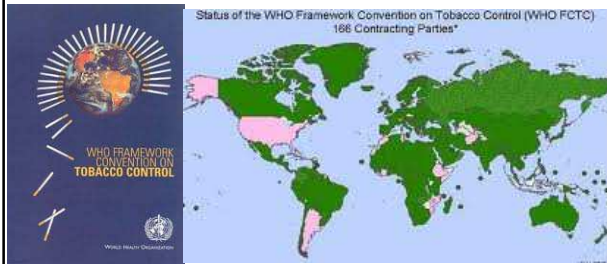 WHO FRAMEWORK
CONVENTION ON
TOBACCO CONTROL
WORLD HEALTH ORGANIZATION
Status of the WHO Framework Convention on Tobacco Control (WHO FCTC)
166 Contracting Parties*